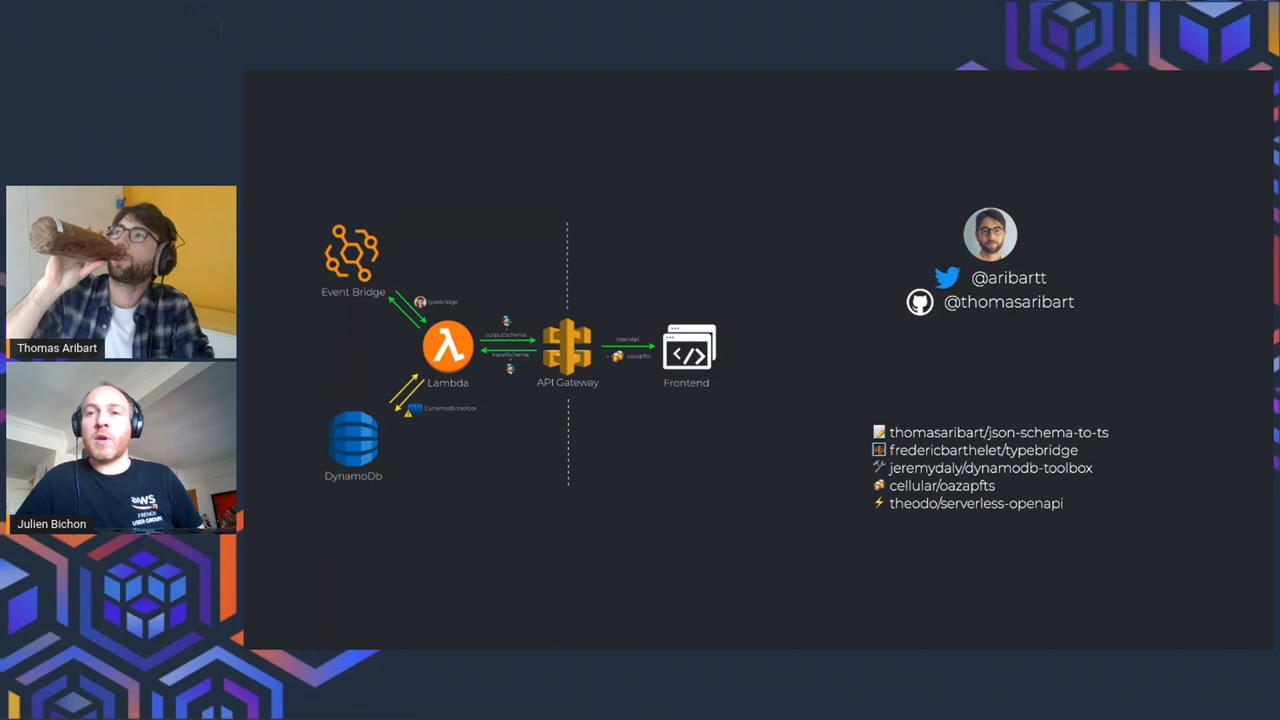 Thomas Aribart
aws
FRENCH
USER GROUP
Julien Bichon
Event Bridge
typebridge
Lambda
outputSchema
inputSchema
API Gateway
openApi
oazapfts
Frontend
Dynamodb toolbox
DynamoDb
@aribartt
@thomasaribart
thomasaribart/json-schema-to-ts
fredericbarthelet/typebridge
jeremydaly/dynamodb-toolbox
cellular/oazapfts
theodo/serverless-openapi